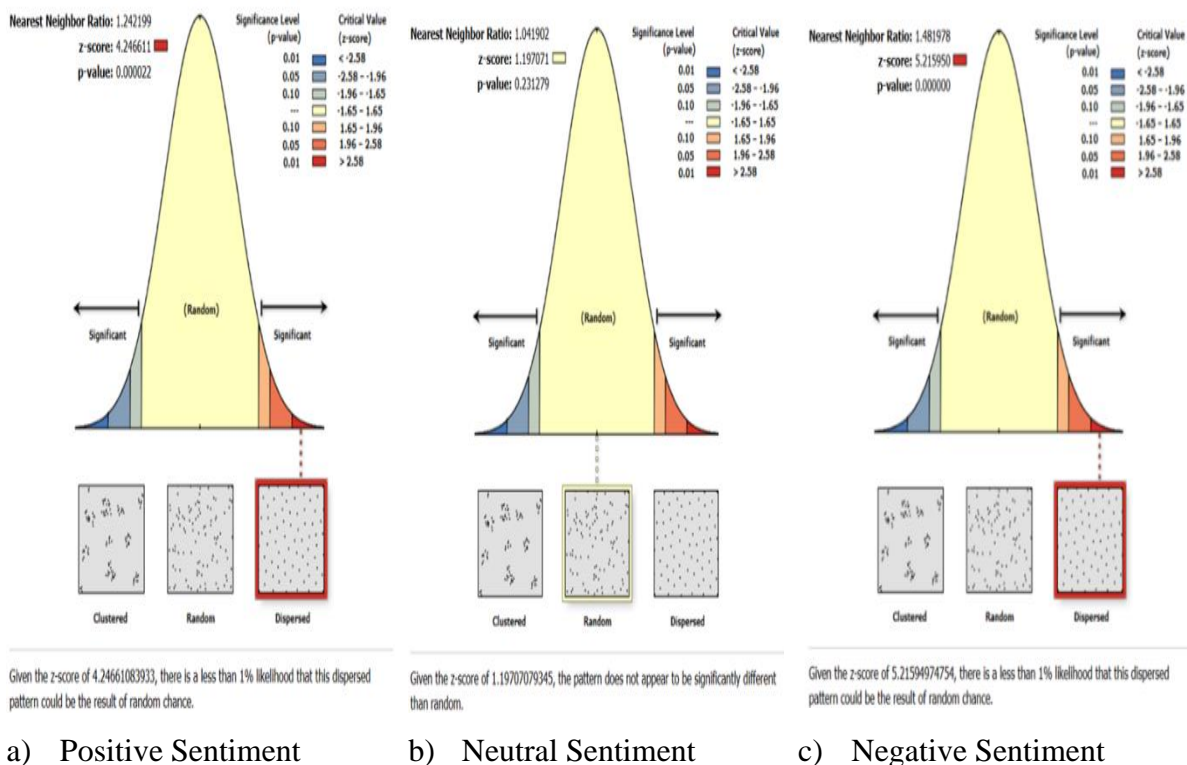 Nearest Neighbor Ratio: 1.242199
z-score: 4.246611
p-value: 0.000022
Significance Level
(p-value)
Critical Value
(z-score)
0.01 < -2.58
0.05 -2.58 - -1.96
0.10 -1.96 - -1.65
--- -1.65 - 1.65
0.10 1.65 - 1.96
0.05 1.96 - 2.58
0.01 > 2.58
(Random)
Significant
Significant
Clustered
Random
Dispersed
Given the z-score of 4.24661083933, there is a less than 1% likelihood that this dispersed
pattern could be the result of random chance.
a) Positive Sentiment
Nearest Neighbor Ratio: 1.041902
z-score: 1.197071
p-value: 0.231279
Significance Level
(p-value)
Critical Value
(z-score)
0.01 < -2.58
0.05 -2.58 - -1.96
0.10 -1.96 - -1.65
--- -1.65 - 1.65
0.10 1.65 - 1.96
0.05 1.96 - 2.58
0.01 > 2.58
(Random)
Significant
Significant
Clustered
Random
Dispersed
Given the z-score of 1.19707079345, the pattern does not appear to be significantly different
than random.
b) Neutral Sentiment
Nearest Neighbor Ratio: 1.481978
z-score: 5.215950
p-value: 0.000000
Significance Level
(p-value)
Critical Value
(z-score)
0.01 < -2.58
0.05 -2.58 - -1.96
0.10 -1.96 - -1.65
--- -1.65 - 1.65
0.10 1.65 - 1.96
0.05 1.96 - 2.58
0.01 > 2.58
(Random)
Significant
Significant
Clustered
Random
Dispersed
Given the z-score of 5.21594974754, there is a less than 1% likelihood that this dispersed
pattern could be the result of random chance.
c) Negative Sentiment